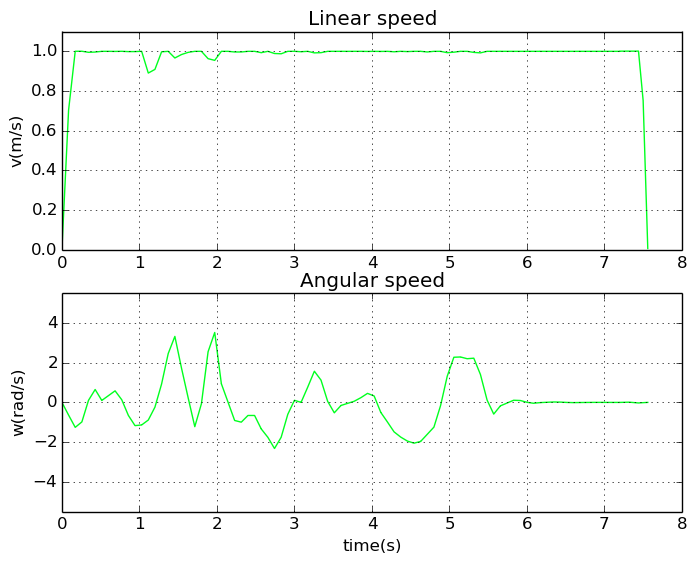 Linear speed
1.0
0.8
0.6
0.4
0.2
0.0
v(m/s)
0 1 2 3 4 5 6 7 8
Angular speed
4
2
0
−2
−4
w(rad/s)
0 1 2 3 4 5 6 7 8
time(s)